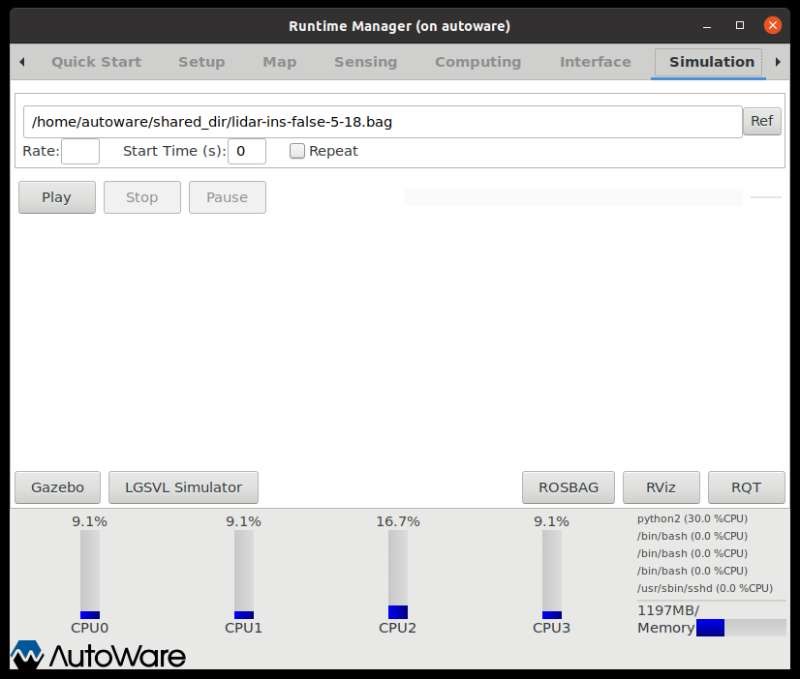 Runtime Manager (on autoware)
Quick Start Setup Map Sensing Computing Interface Simulation
/home/autoware/shared_dir/lidar-ins-false-5-18.bag Ref
Rate: Start Time (s): 0 Repeat
Play Stop Pause
Gazebo LGSVL Simulator ROSBAG RViz RQT
9.1% 9.1% 16.7% 9.1%
CPU0 CPU1 CPU2 CPU3
python2 (30.0 %CPU)
/bin/bash (0.0 %CPU)
/bin/bash (0.0 %CPU)
/bin/bash (0.0 %CPU)
/usr/sbin/sshd (0.0 %CPU)
1197MB/
Memory
AutoWare